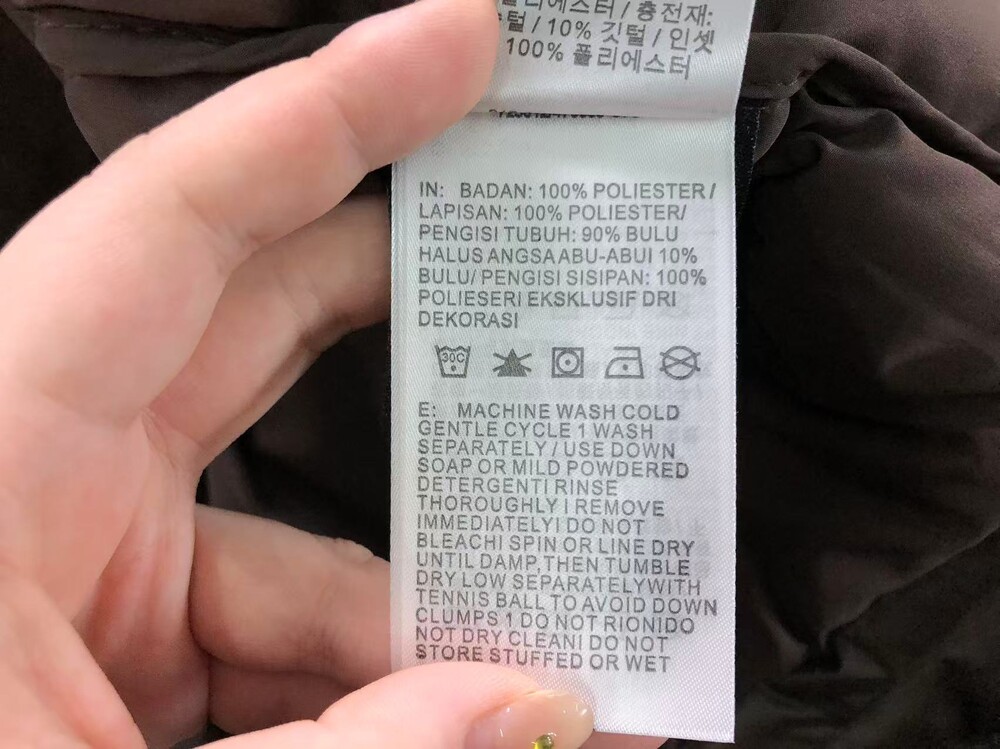 폴리에스터 / 충전재:
털 / 10% 깃털 / 인셋
100% 폴리에스터
IN: BADAN: 100% POLIESTER /
LAPISAN: 100% POLIESTER/
PENGISI TUBUH: 90% BULU
HALUS ANGSAABU-ABUI 10%
BULU/ PENGISI SISIPAN: 100%
POLIESERI EKSKLUSIF DRI
DEKORASI
30C
E: MACHINE WASH COLD
GENTLE CYCLE 1 WASH
SEPARATELY / USE DOWN
SOAP OR MILD POWDERED
DETERGENTI RINSE
THOROUGHLY I REMOVE
IMMEDIATELYI DO NOT
BLEACHI SPIN OR LINE DRY
UNTIL DAMP,THEN TUMBLE
DRY LOW SEPARATELYWITH
TENNIS BALL TO AVOID DOWN
CLUMPS 1 DO NOT RIONIDO
NOT DRY CLEANI DO NOT
STORE STUFFED OR WET